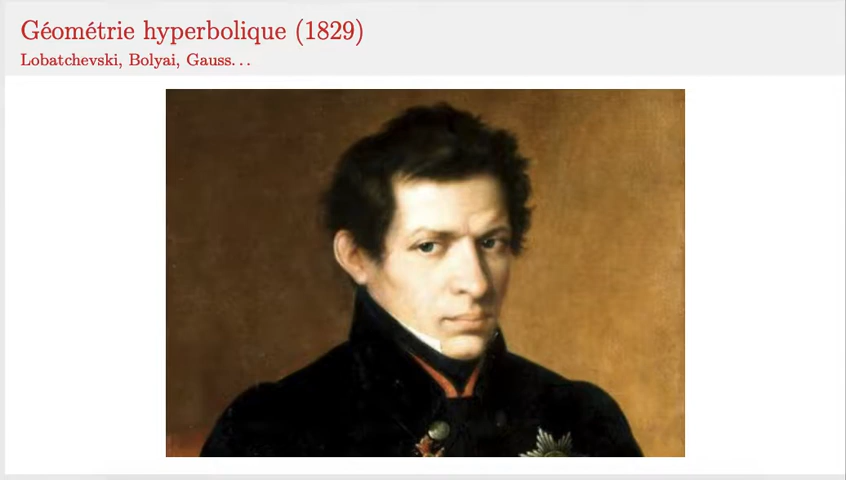 Géométrie hyperbolique (1829)
Lobatchevski, Bolyai, Gauss...